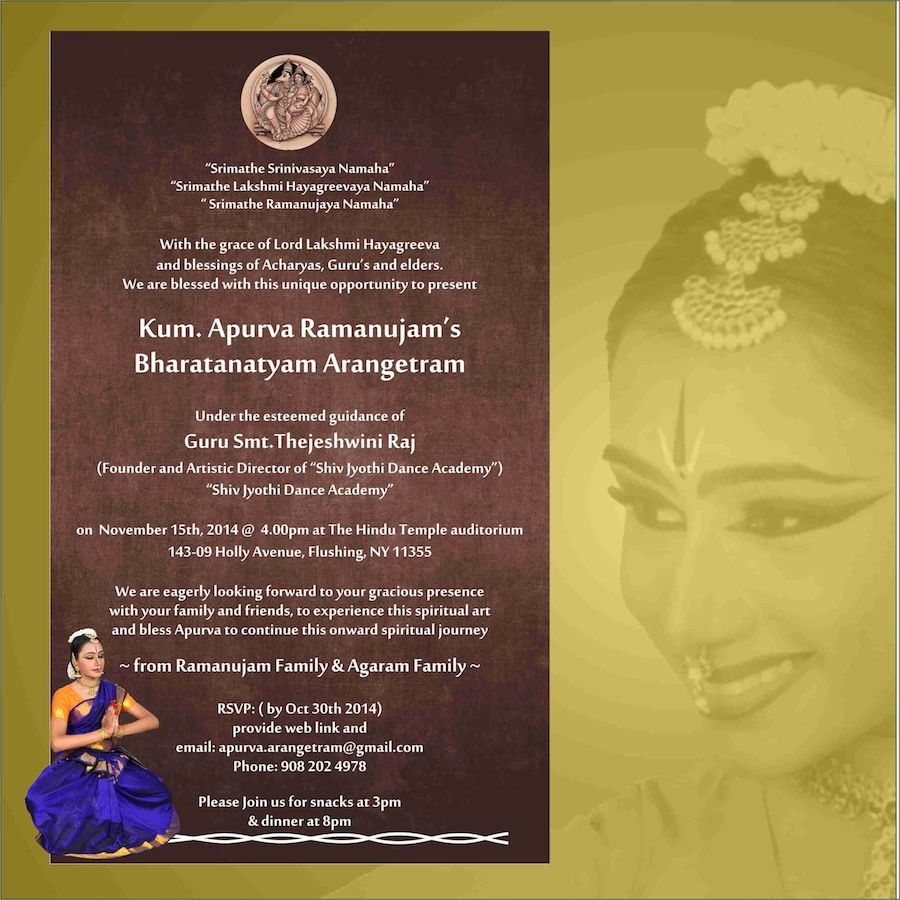 “Srimathe Srinivasaya Namaha”
“Srimathe Lakshmi Hayagreevaya Namaha”
“ Srimathe Ramanujaya Namaha”
With the grace of Lord Lakshmi Hayagreeva
and blessings of Acharyas, Guru’s and elders.
We are blessed with this unique opportunity to present
Kum. Apurva Ramanujam’s
Bharatanatyam Arangetram
Under the esteemed guidance of
Guru Smt.Thejeshwini Raj
(Founder and Artistic Director of “Shiv Jyothi Dance Academy”)
“Shiv Jyothi Dance Academy”
on November 15th, 2014 @ 4.00pm at The Hindu Temple auditorium
143-09 Holly Avenue, Flushing, NY 11355
We are eagerly looking forward to your gracious presence
with your family and friends, to experience this spiritual art
and bless Apurva to continue this onward spiritual journey
~ from Ramanujam Family & Agaram Family ~
RSVP: ( by Oct 30th 2014)
provide web link and
email: apurva.arangetram@gmail.com
Phone: 908 202 4978
Please Join us for snacks at 3pm
& dinner at 8pm